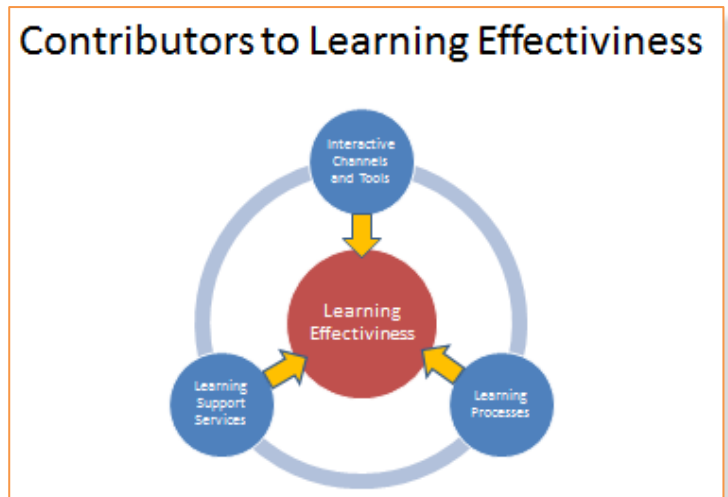 Contributors to Learning Effectiviness
Interactive
Channels
and Tools
Learning
Effectiviness
Learning
Support
Services
Learning
Processes